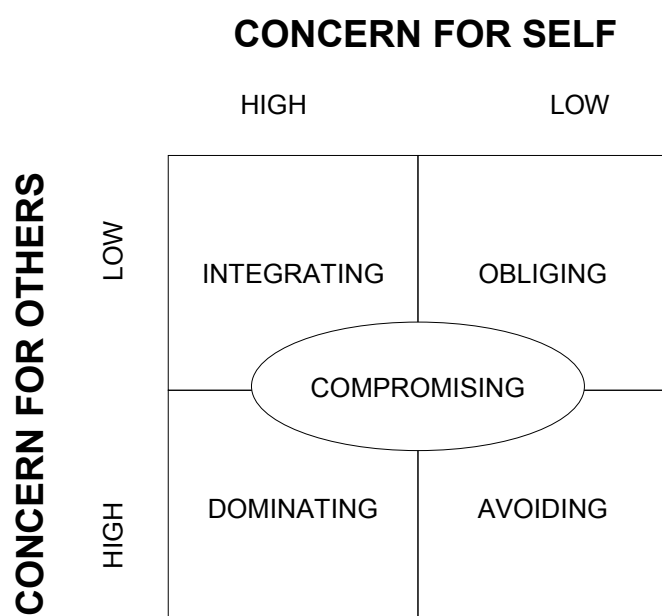 CONCERN FOR SELF
HIGH LOW
CONCERN FOR OTHERS
LOW
INTEGRATING OBLIGING
COMPROMISING
HIGH
DOMINATING AVOIDING